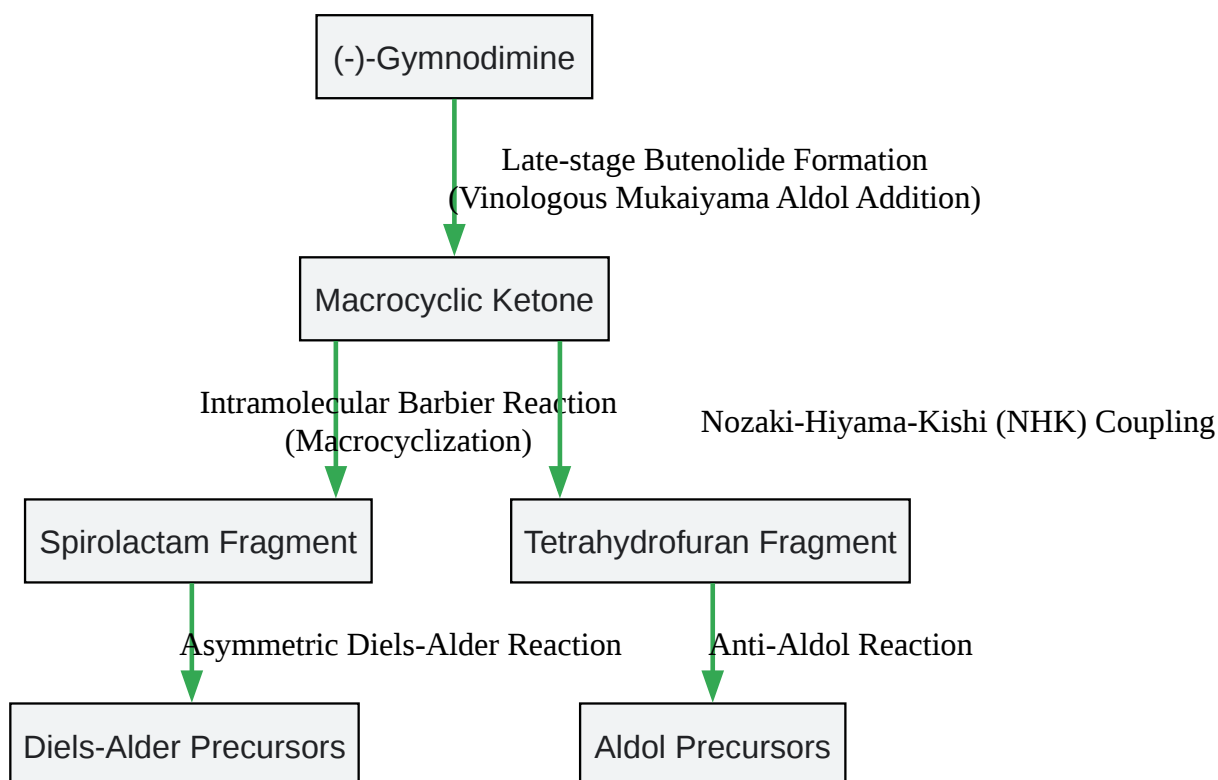 (-)-Gymnodimine
Late-stage Butenolide Formation
(Vinologous Mukaiyama Aldol Addition)
Macrocyclic Ketone
Intramolecular Barbier Reaction
(Macrocyclization)
Nozaki-Hiyama-Kishi (NHK) Coupling
Spirolactam Fragment
Tetrahydrofuran Fragment
Asymmetric Diels-Alder Reaction
Anti-Aldol Reaction
Diels-Alder Precursors
Aldol Precursors